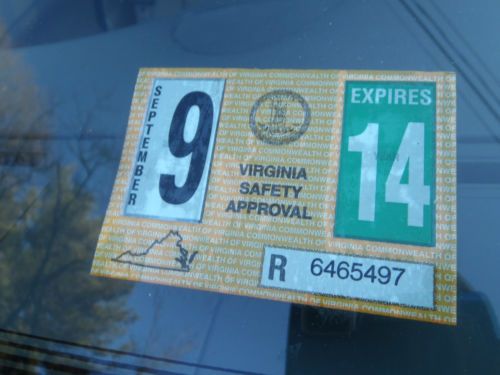 SEPTEMBER
9
VIRGINIA
SAFETY
APPROVAL
EXPIRES
14
R 6465497